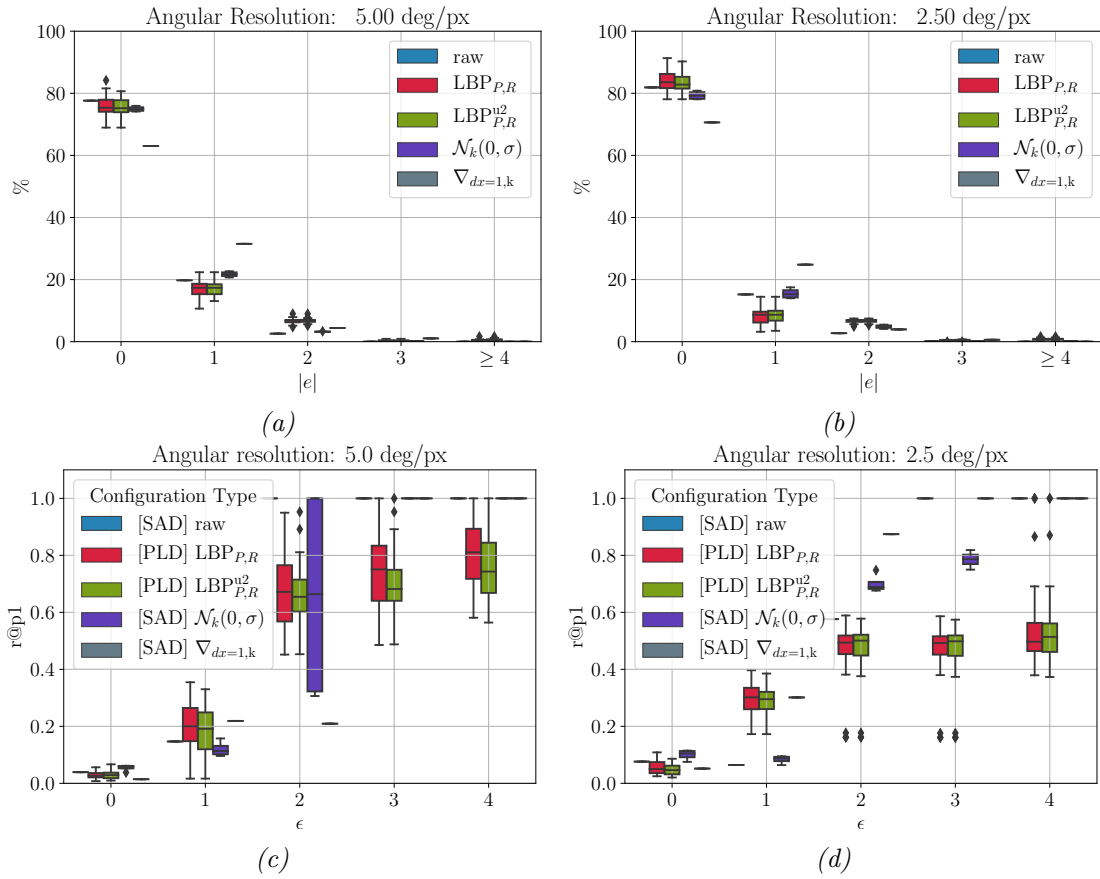 Angular Resolution: 5.00 deg/px
100
80
60
40
20
0
%
raw
LBP_{P,R}
LBP^{u2}_{P,R}
𝒩_k(0, σ)
∇_{dx=1,k}
0 1 2 3 ≥ 4
|e|
(a)
Angular Resolution: 2.50 deg/px
100
80
60
40
20
0
%
raw
LBP_{P,R}
LBP^{u2}_{P,R}
𝒩_k(0, σ)
∇_{dx=1,k}
0 1 2 3 ≥ 4
|e|
(b)
Angular resolution: 5.0 deg/px
1.0
0.8
0.6
0.4
0.2
0.0
r@p1
Configuration Type
[SAD] raw
[PLD] LBP_{P,R}
[PLD] LBP^{u2}_{P,R}
[SAD] 𝒩_k(0, σ)
[SAD] ∇_{dx=1,k}
0 1 2 3 4
ϵ
(c)
Angular resolution: 2.5 deg/px
1.0
0.8
0.6
0.4
0.2
0.0
r@p1
Configuration Type
[SAD] raw
[PLD] LBP_{P,R}
[PLD] LBP^{u2}_{P,R}
[SAD] 𝒩_k(0, σ)
[SAD] ∇_{dx=1,k}
0 1 2 3 4
ϵ
(d)